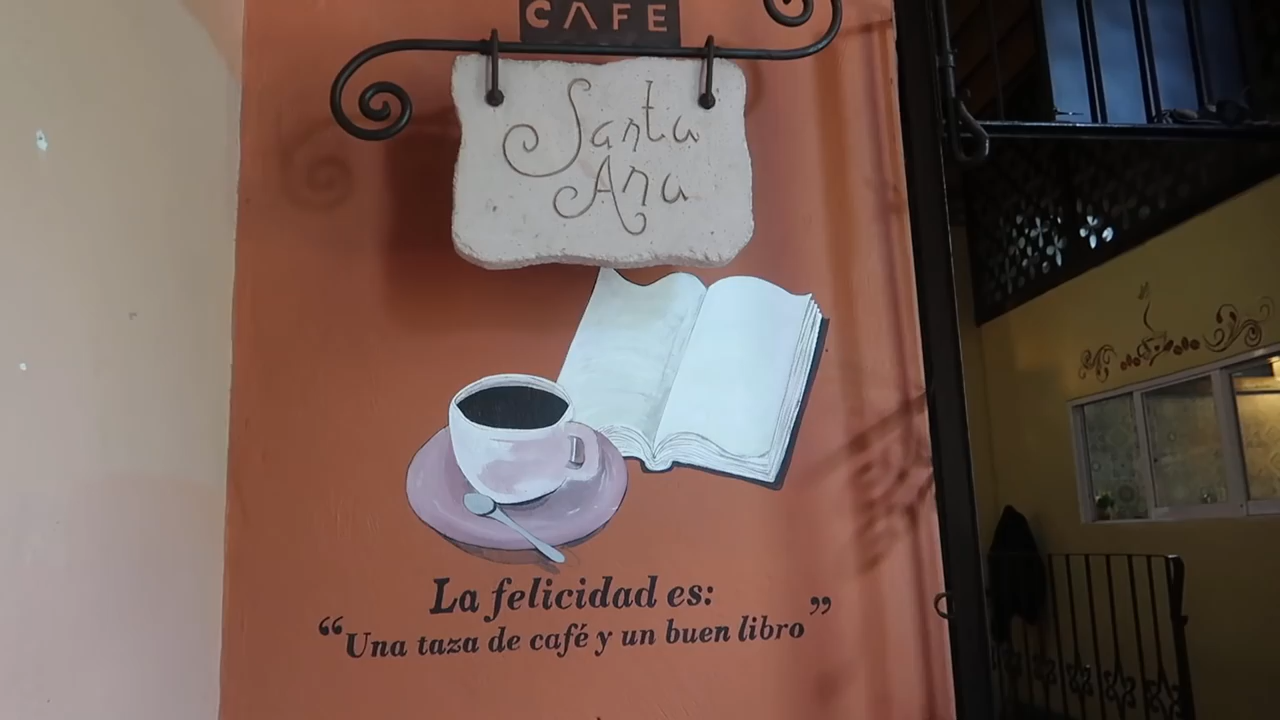 CAFE
Santa
Ana
La felicidad es:
“Una taza de café y un buen libro”